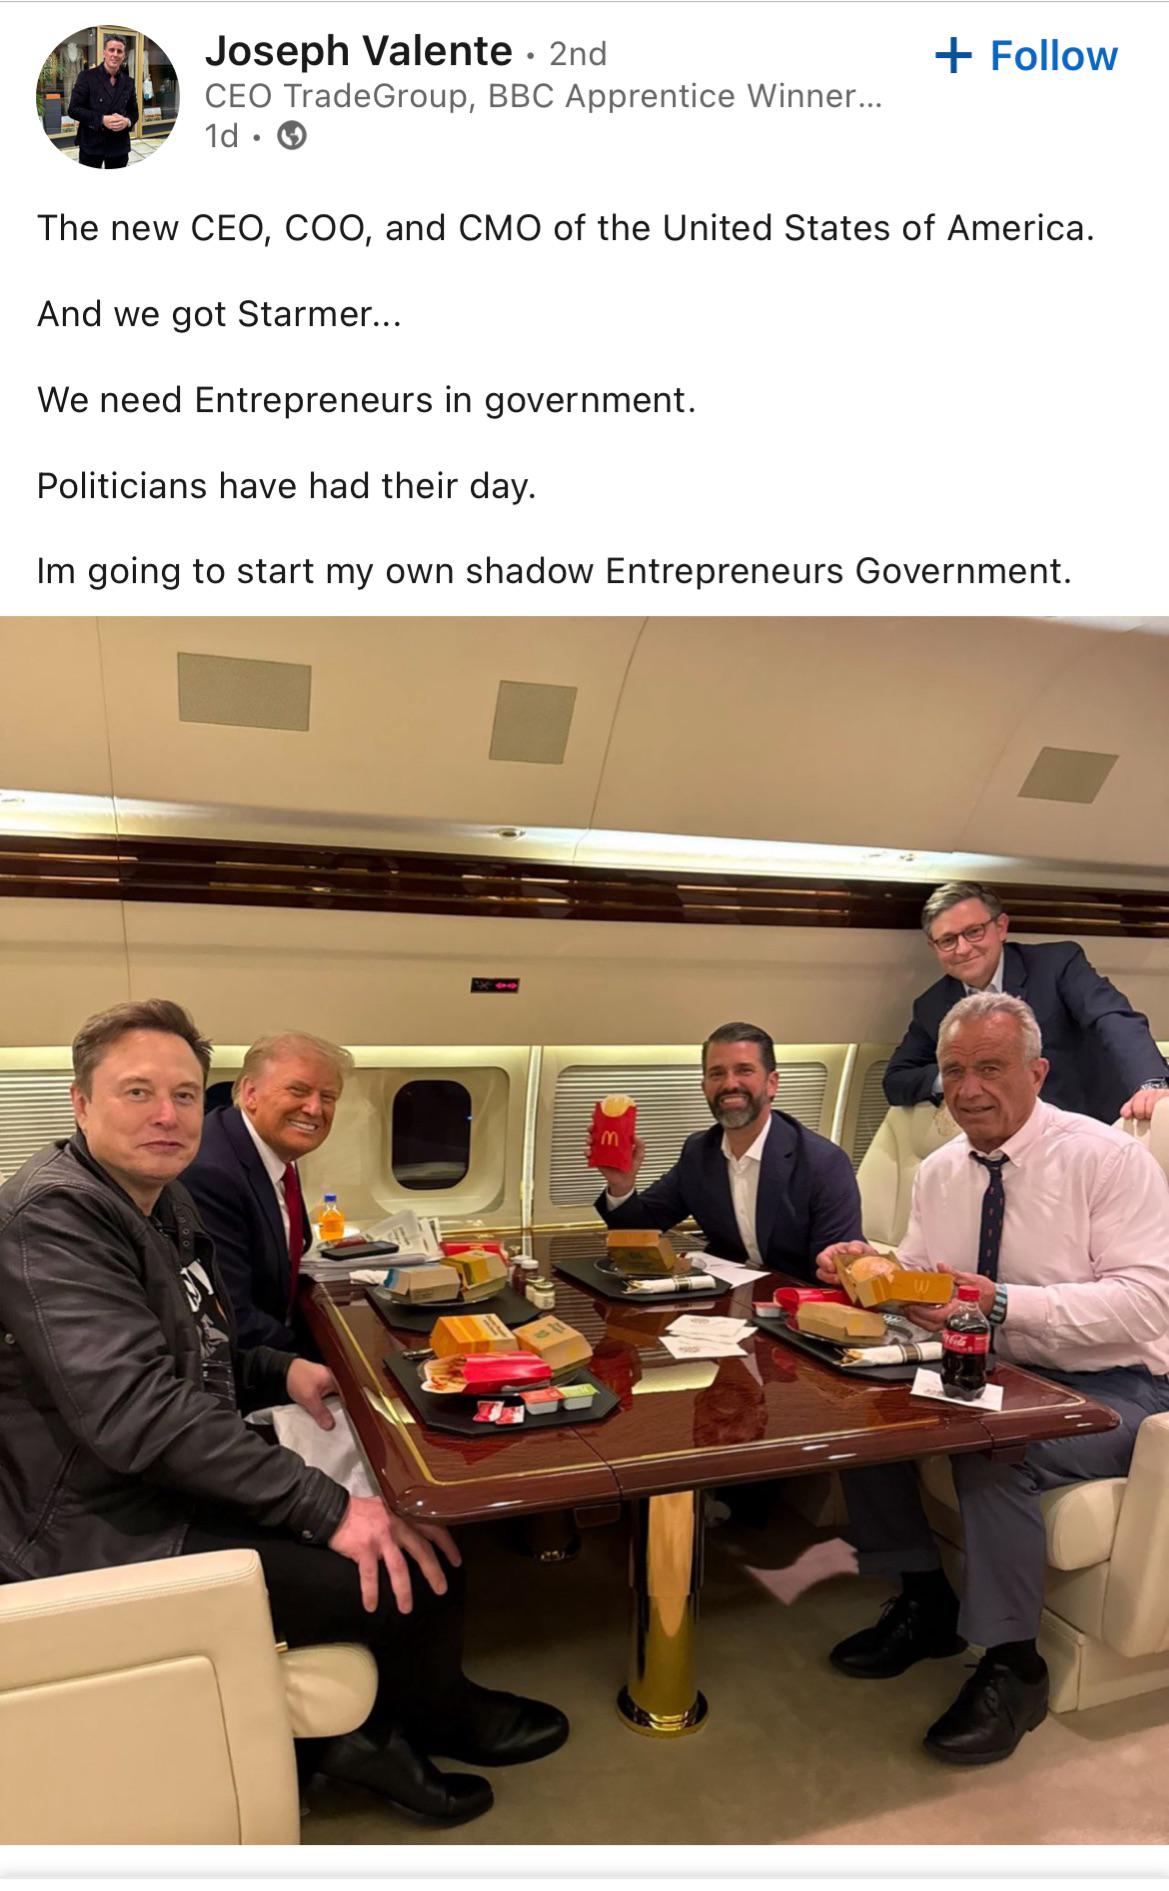 Joseph Valente · 2nd
+ Follow
CEO TradeGroup, BBC Apprentice Winner...
1d ·
The new CEO, COO, and CMO of the United States of America.
And we got Starmer...
We need Entrepreneurs in government.
Politicians have had their day.
Im going to start my own shadow Entrepreneurs Government.
M
M
Coca-Cola